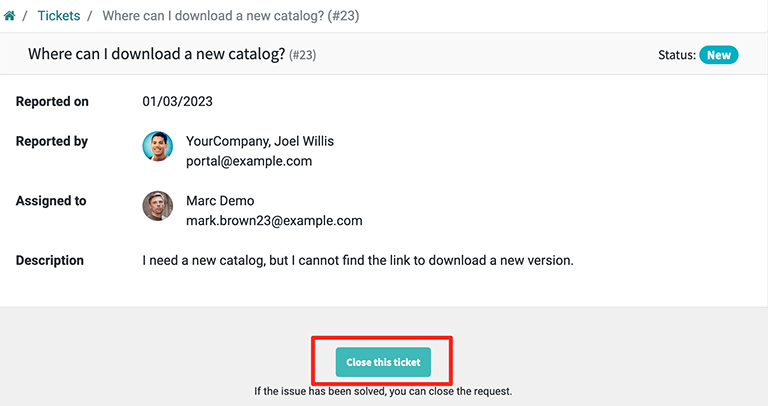 / Tickets / Where can I download a new catalog? (#23)
Where can I download a new catalog? (#23) Status: New
Reported on 01/03/2023
Reported by YourCompany, Joel Willis
portal@example.com
Assigned to Marc Demo
mark.brown23@example.com
Description I need a new catalog, but I cannot find the link to download a new version.
Close this ticket
If the issue has been solved, you can close the request.